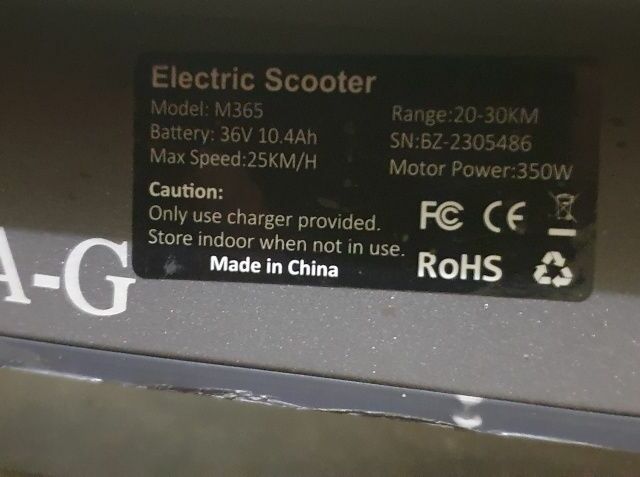 Electric Scooter
Model: M365
Battery: 36V 10.4Ah
Max Speed:25KM/H
Range:20-30KM
SN:BZ-2305486
Motor Power:350W
Caution:
Only use charger provided.
Store indoor when not in use.
Made in China
FC CE
RoHS
A-G